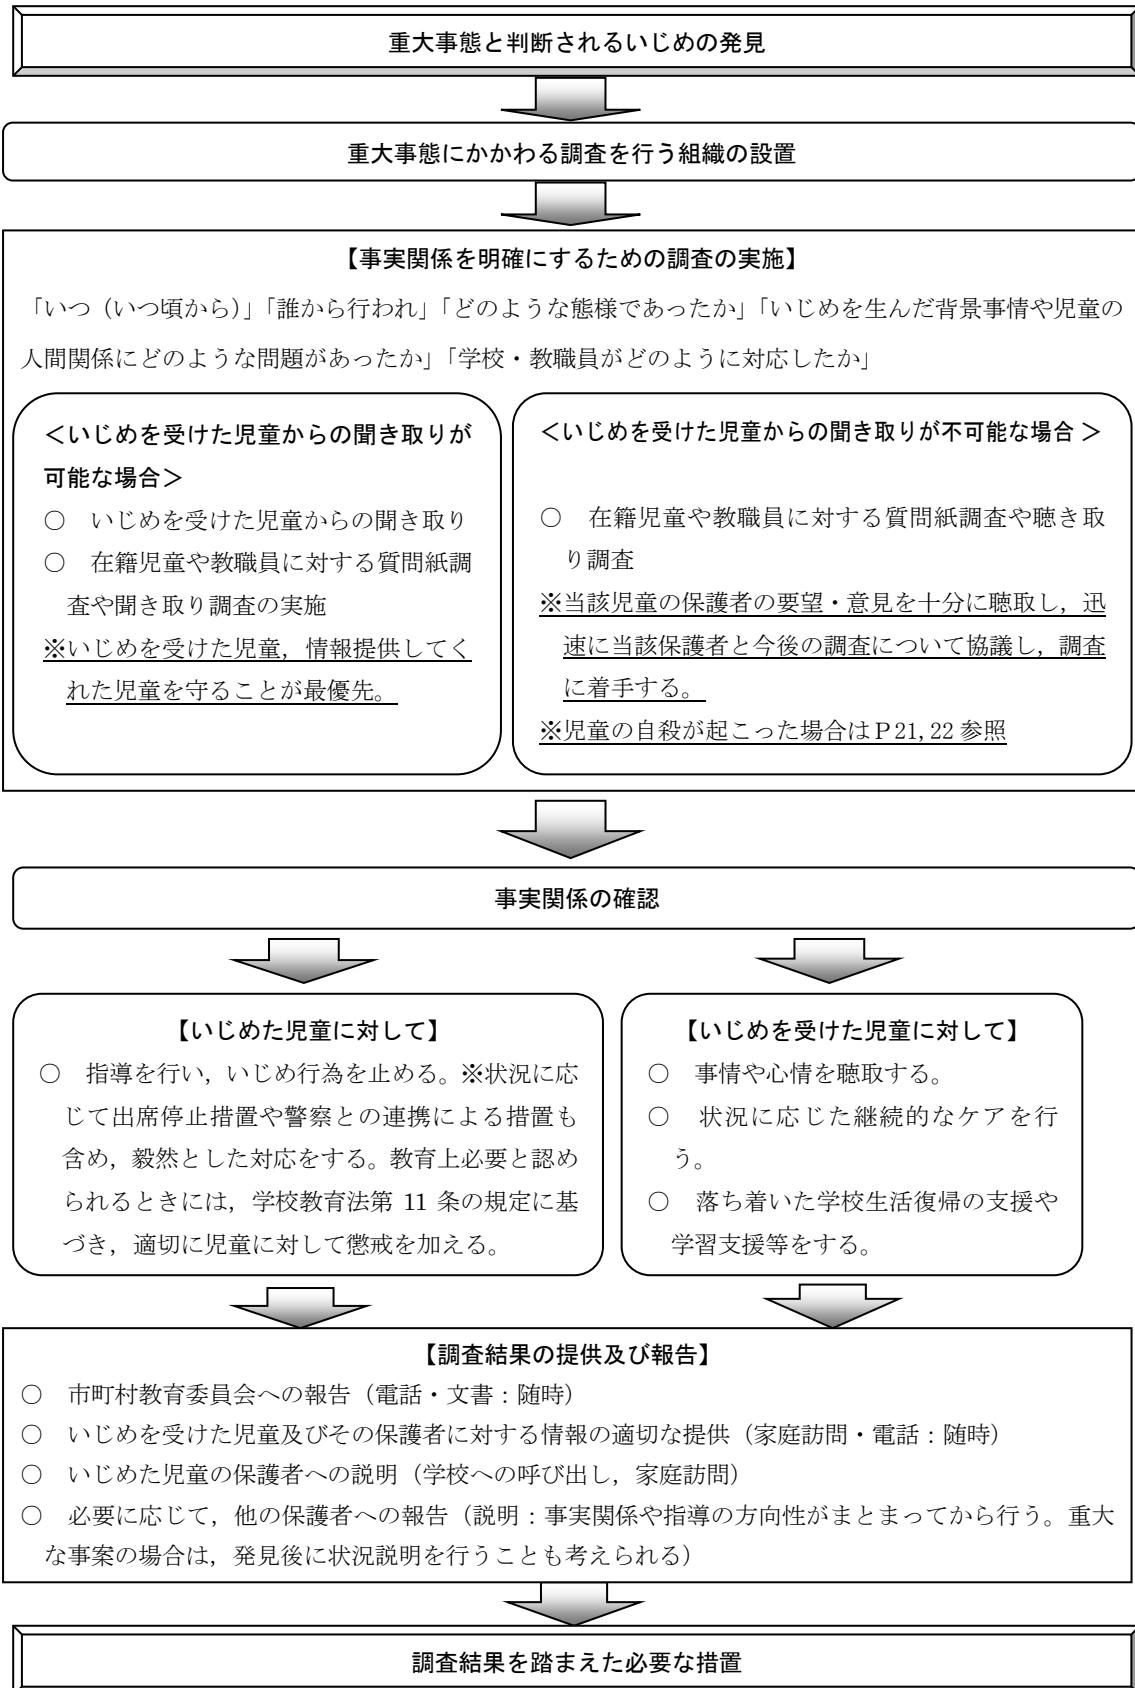 重大事態と判断されるいじめの発見
重大事態にかかわる調査を行う組織の設置
【事実関係を明確にするための調査の実施】
「いつ（いつ頃から）」「誰から行われ」「どのような態様であったか」「いじめを生んだ背景事情や児童の
人間関係にどのような問題があったか」「学校・教職員がどのように対応したか」
＜いじめを受けた児童からの聞き取りが
可能な場合＞
○　いじめを受けた児童からの聞き取り
○　在籍児童や教職員に対する質問紙調
査や聞き取り調査の実施
※いじめを受けた児童，情報提供してく
れた児童を守ることが最優先。
＜いじめを受けた児童からの聞き取りが不可能な場合 ＞
○　在籍児童や教職員に対する質問紙調査や聴き取
り調査
※当該児童の保護者の要望・意見を十分に聴取し，迅
速に当該保護者と今後の調査について協議し，調査
に着手する。
※児童の自殺が起こった場合はＰ21, 22 参照
事実関係の確認
【いじめた児童に対して】
○　指導を行い，いじめ行為を止める。※状況に応
じて出席停止措置や警察との連携による措置も
含め，毅然とした対応をする。教育上必要と認め
られるときには，学校教育法第 11 条の規定に基
づき，適切に児童に対して懲戒を加える。
【いじめを受けた児童に対して】
○　事情や心情を聴取する。
○　状況に応じた継続的なケアを行
う。
○　落ち着いた学校生活復帰の支援や
学習支援等をする。
【調査結果の提供及び報告】
○　市町村教育委員会への報告（電話・文書：随時）
○　いじめを受けた児童及びその保護者に対する情報の適切な提供（家庭訪問・電話：随時）
○　いじめた児童の保護者への説明（学校への呼び出し，家庭訪問）
○　必要に応じて，他の保護者への報告（説明：事実関係や指導の方向性がまとまってから行う。重大
な事案の場合は，発見後に状況説明を行うことも考えられる）
調査結果を踏まえた必要な措置